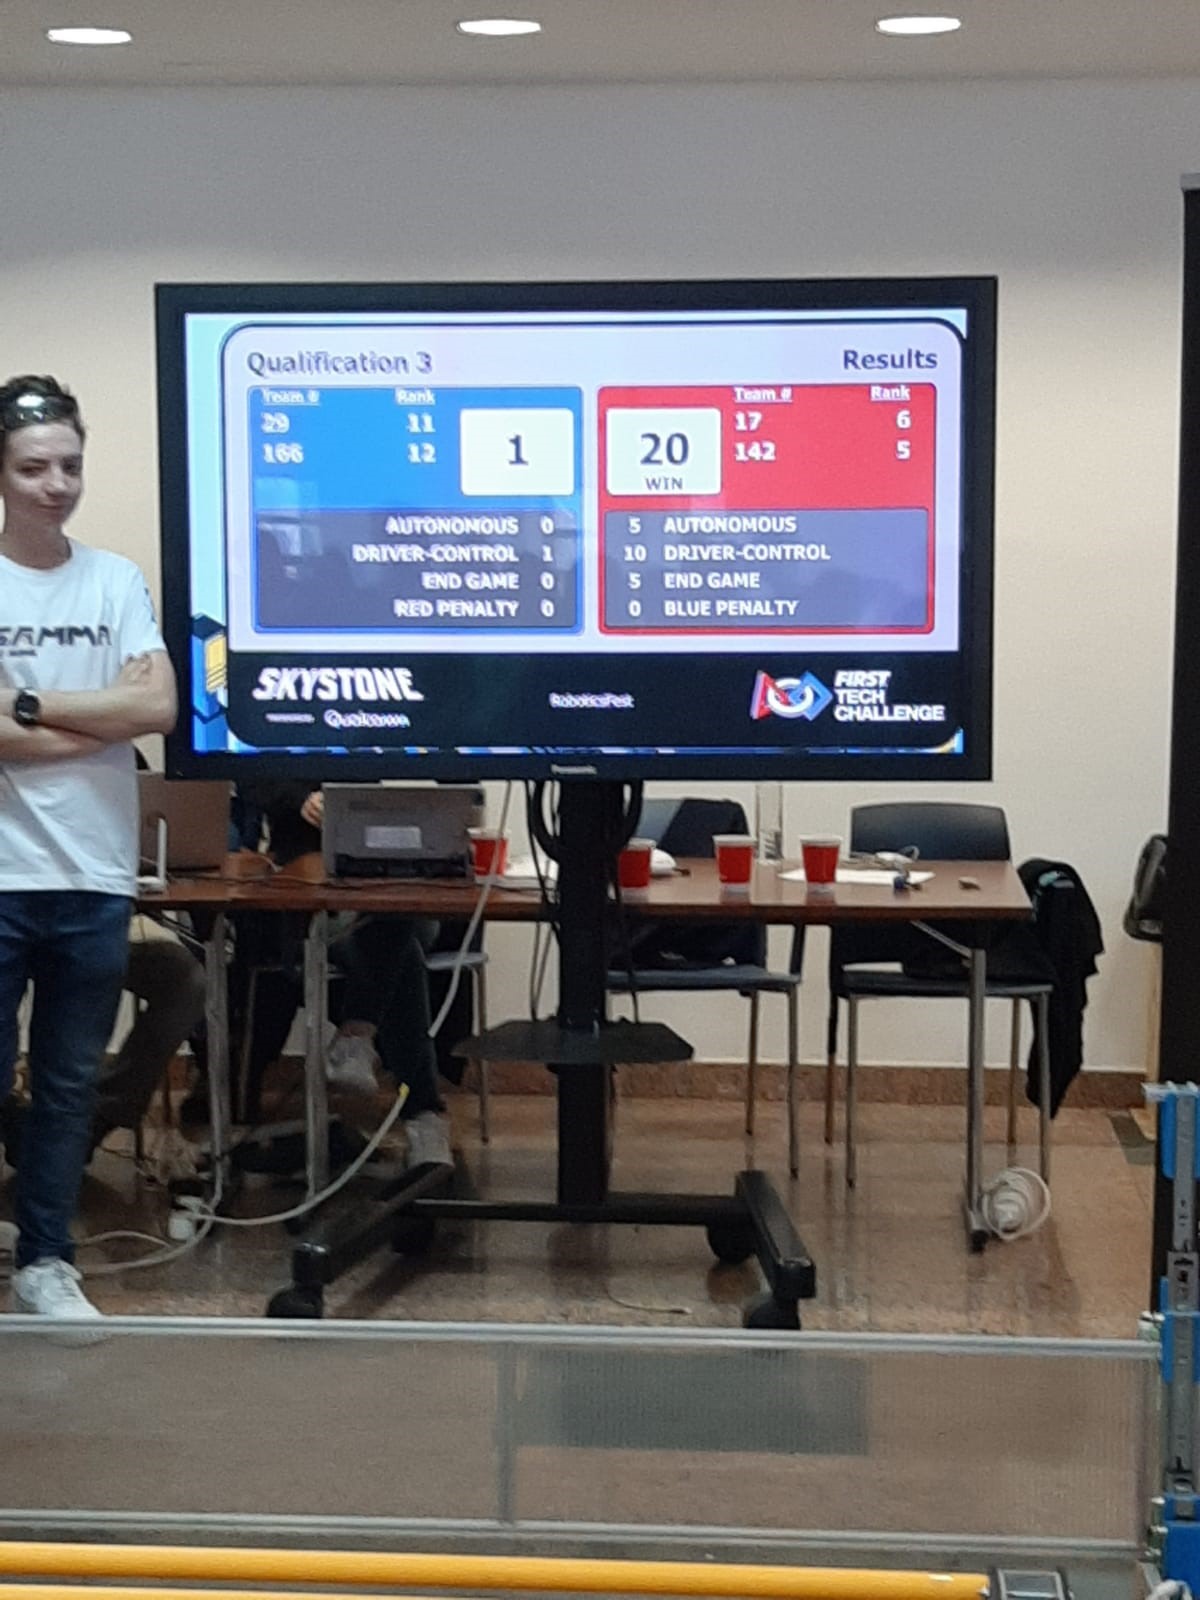 Qualification 3
Results
Team # Rank
29 11
166 12
1
20
WIN
Team # Rank
17 6
142 5
AUTONOMOUS 0
DRIVER-CONTROL 1
END GAME 0
RED PENALTY 0
5 AUTONOMOUS
10 DRIVER-CONTROL
5 END GAME
0 BLUE PENALTY
SKYSTONE
Qualcomm
RoboticsFest
FIRST
TECH
CHALLENGE
Panasonic